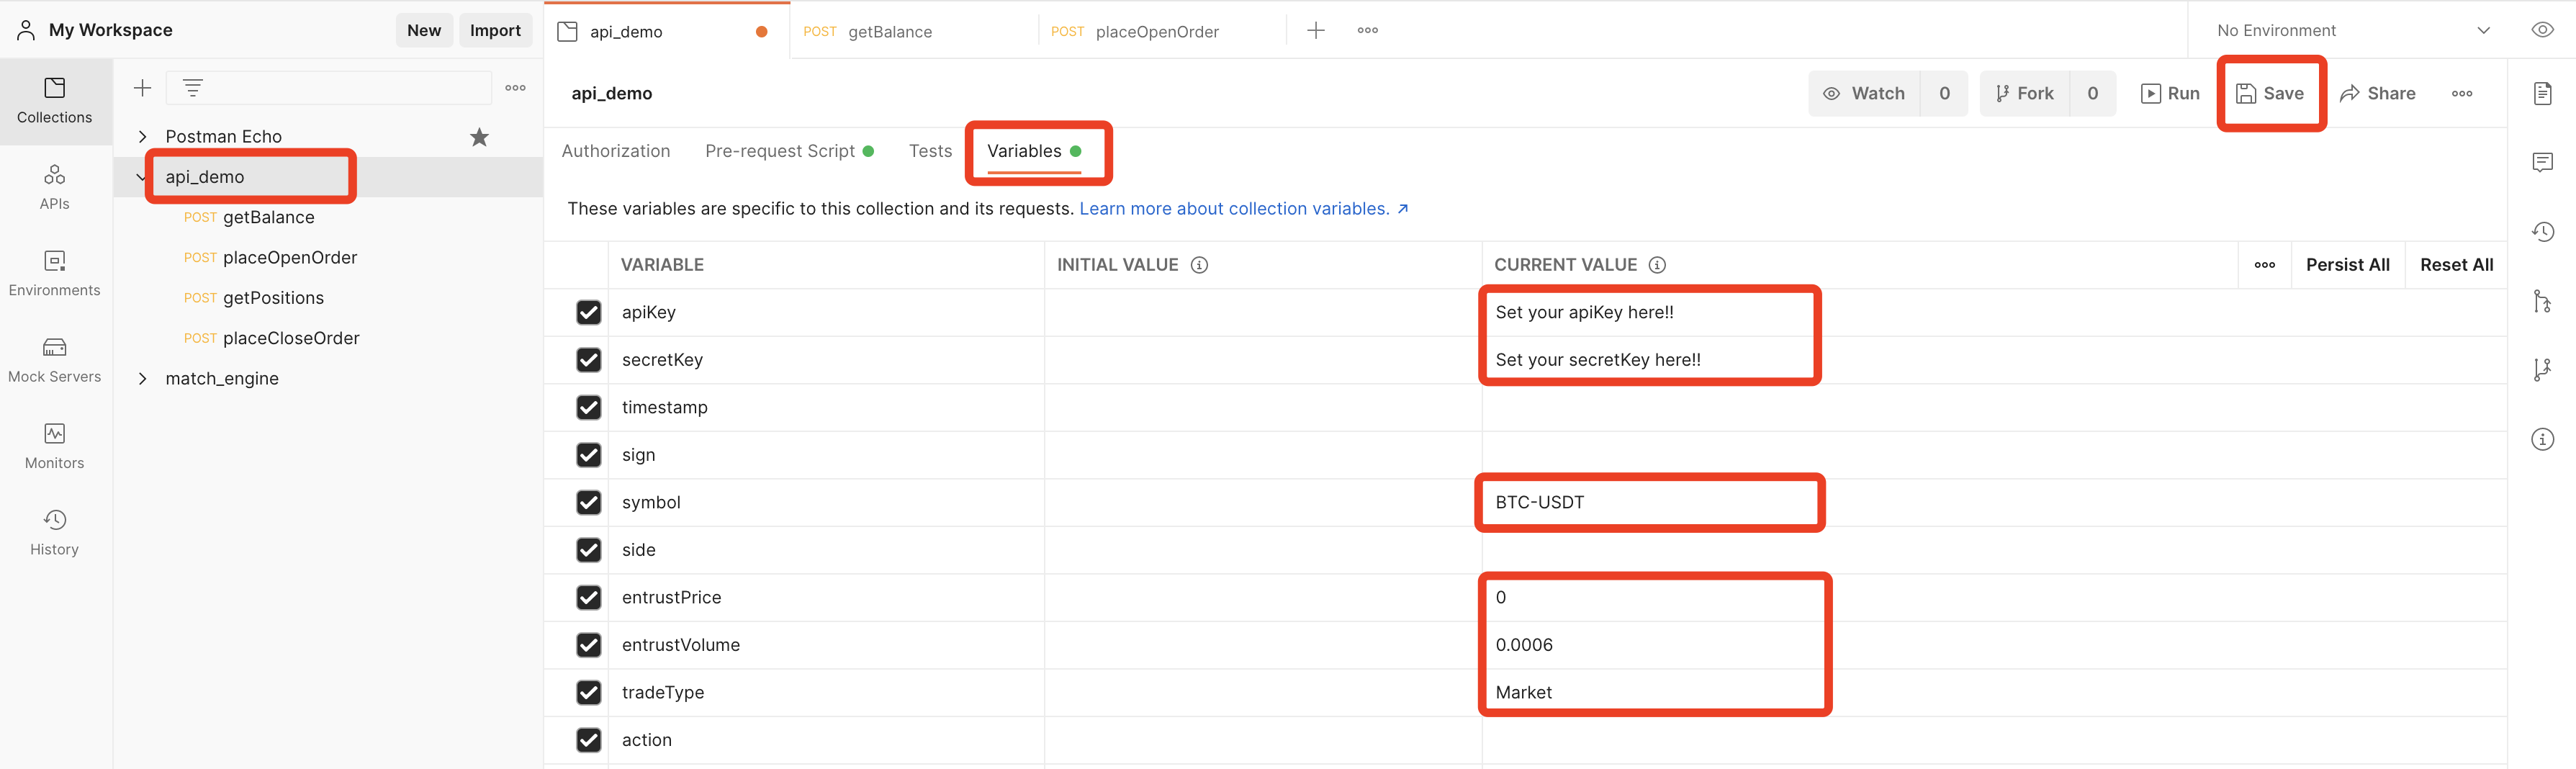 My Workspace
New
Import
api_demo
POST getBalance
POST placeOpenOrder
No Environment
Collections
APIs
Environments
Mock Servers
Monitors
History
Postman Echo
api_demo
POST getBalance
POST placeOpenOrder
POST getPositions
POST placeCloseOrder
match_engine
api_demo
Watch 0
Fork 0
Run
Save
Share
Authorization
Pre-request Script
Tests
Variables
These variables are specific to this collection and its requests. Learn more about collection variables. ↗
VARIABLE
INITIAL VALUE
CURRENT VALUE
Persist All
Reset All
apiKey
Set your apiKey here!!
secretKey
Set your secretKey here!!
timestamp
sign
symbol
BTC-USDT
side
entrustPrice
0
entrustVolume
0.0006
tradeType
Market
action